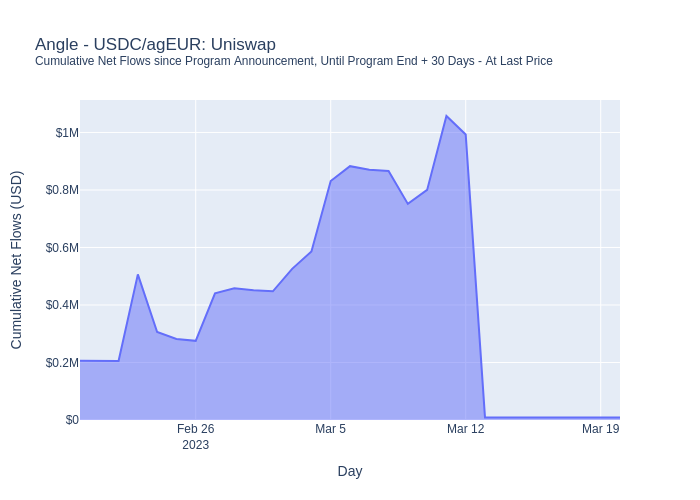 Angle - USDC/agEUR: Uniswap
Cumulative Net Flows since Program Announcement, Until Program End + 30 Days - At Last Price
Cumulative Net Flows (USD)
$1M
$0.8M
$0.6M
$0.4M
$0.2M
$0
Feb 26
2023
Mar 5
Mar 12
Mar 19
Day